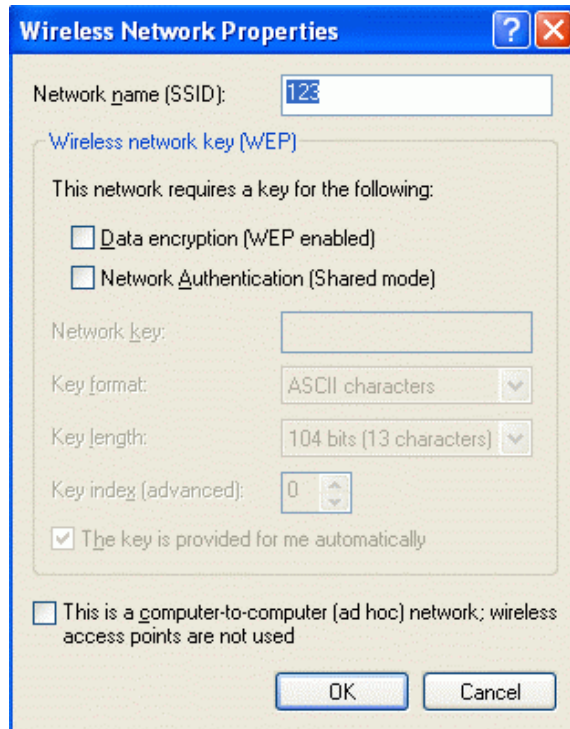 Wireless Network Properties
Network name (SSID): 123
Wireless network key (WEP)
This network requires a key for the following:
Data encryption (WEP enabled)
Network Authentication (Shared mode)
Network key:
Key format: ASCII characters
Key length: 104 bits (13 characters)
Key index (advanced): 0
The key is provided for me automatically
This is a computer-to-computer (ad hoc) network; wireless
access points are not used
OK Cancel